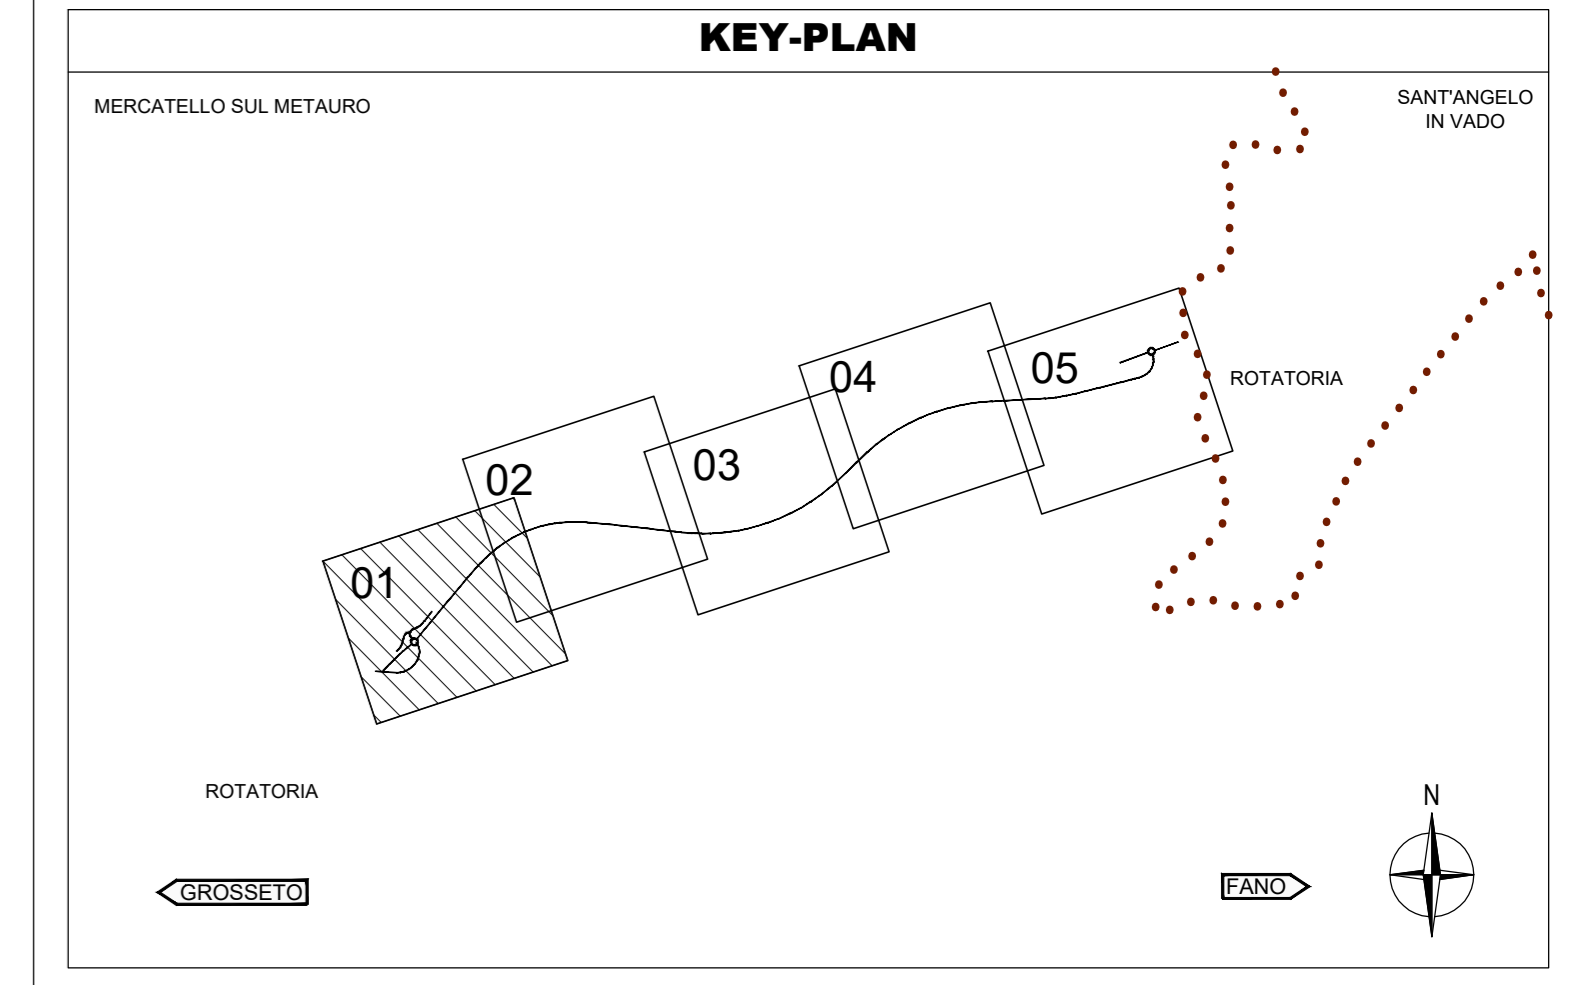 KEY-PLAN
MERCATELLO SUL METAURO
SANT'ANGELO
IN VADO
04
05
ROTATORIA
02
03
01
ROTATORIA
N
GROSSETO
FANO